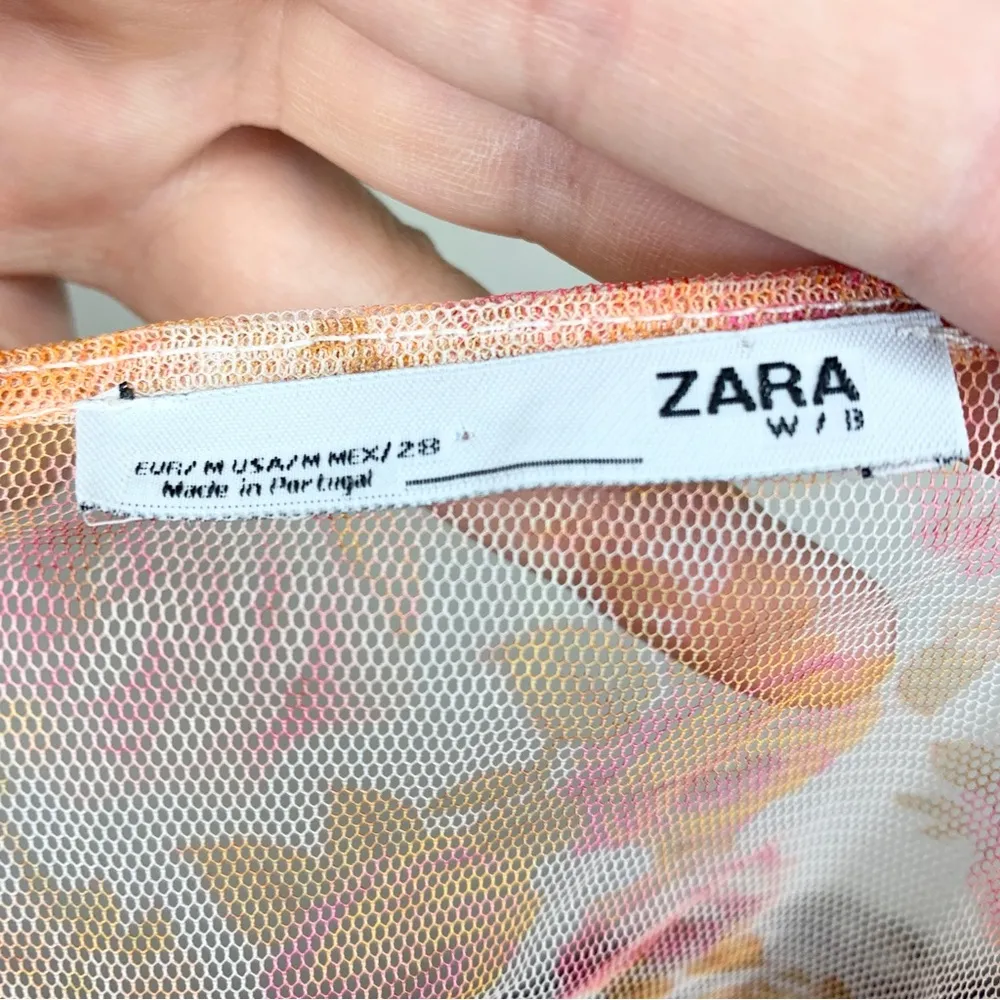 ZARA
W / B
EUR/ M USA/M MEX/28
Made in Portugal